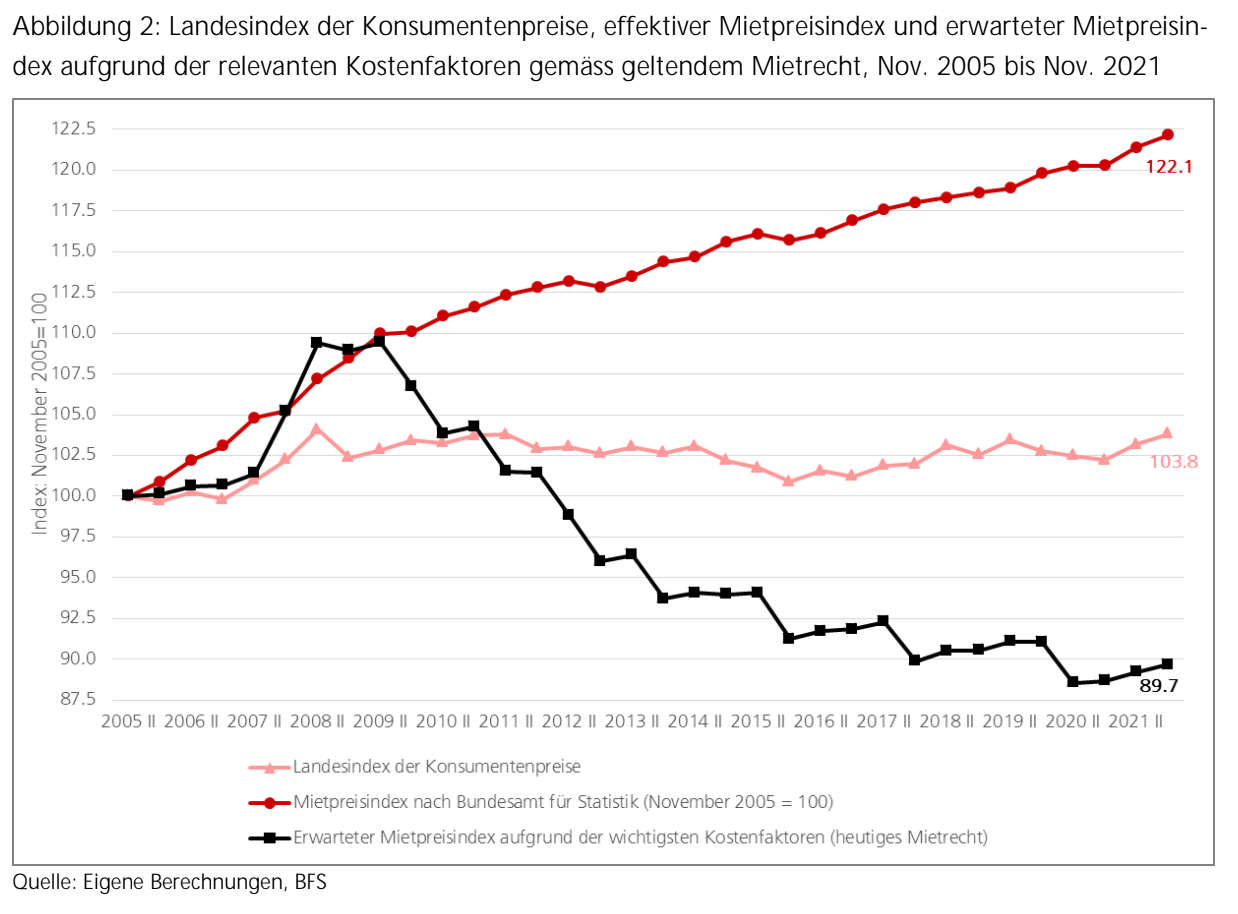 Abbildung 2: Landesindex der Konsumentenpreise, effektiver Mietpreisindex und erwarteter Mietpreisin-
dex aufgrund der relevanten Kostenfaktoren gemäss geltendem Mietrecht, Nov. 2005 bis Nov. 2021
Index: November 2005=100
122.5
120.0
117.5
115.0
112.5
110.0
107.5
105.0
102.5
100.0
97.5
95.0
92.5
90.0
87.5
122.1
103.8
89.7
2005 II 2006 II 2007 II 2008 II 2009 II 2010 II 2011 II 2012 II 2013 II 2014 II 2015 II 2016 II 2017 II 2018 II 2019 II 2020 II 2021 II
Landesindex der Konsumentenpreise
Mietpreisindex nach Bundesamt für Statistik (November 2005 = 100)
Erwarteter Mietpreisindex aufgrund der wichtigsten Kostenfaktoren (heutiges Mietrecht)
Quelle: Eigene Berechnungen, BFS